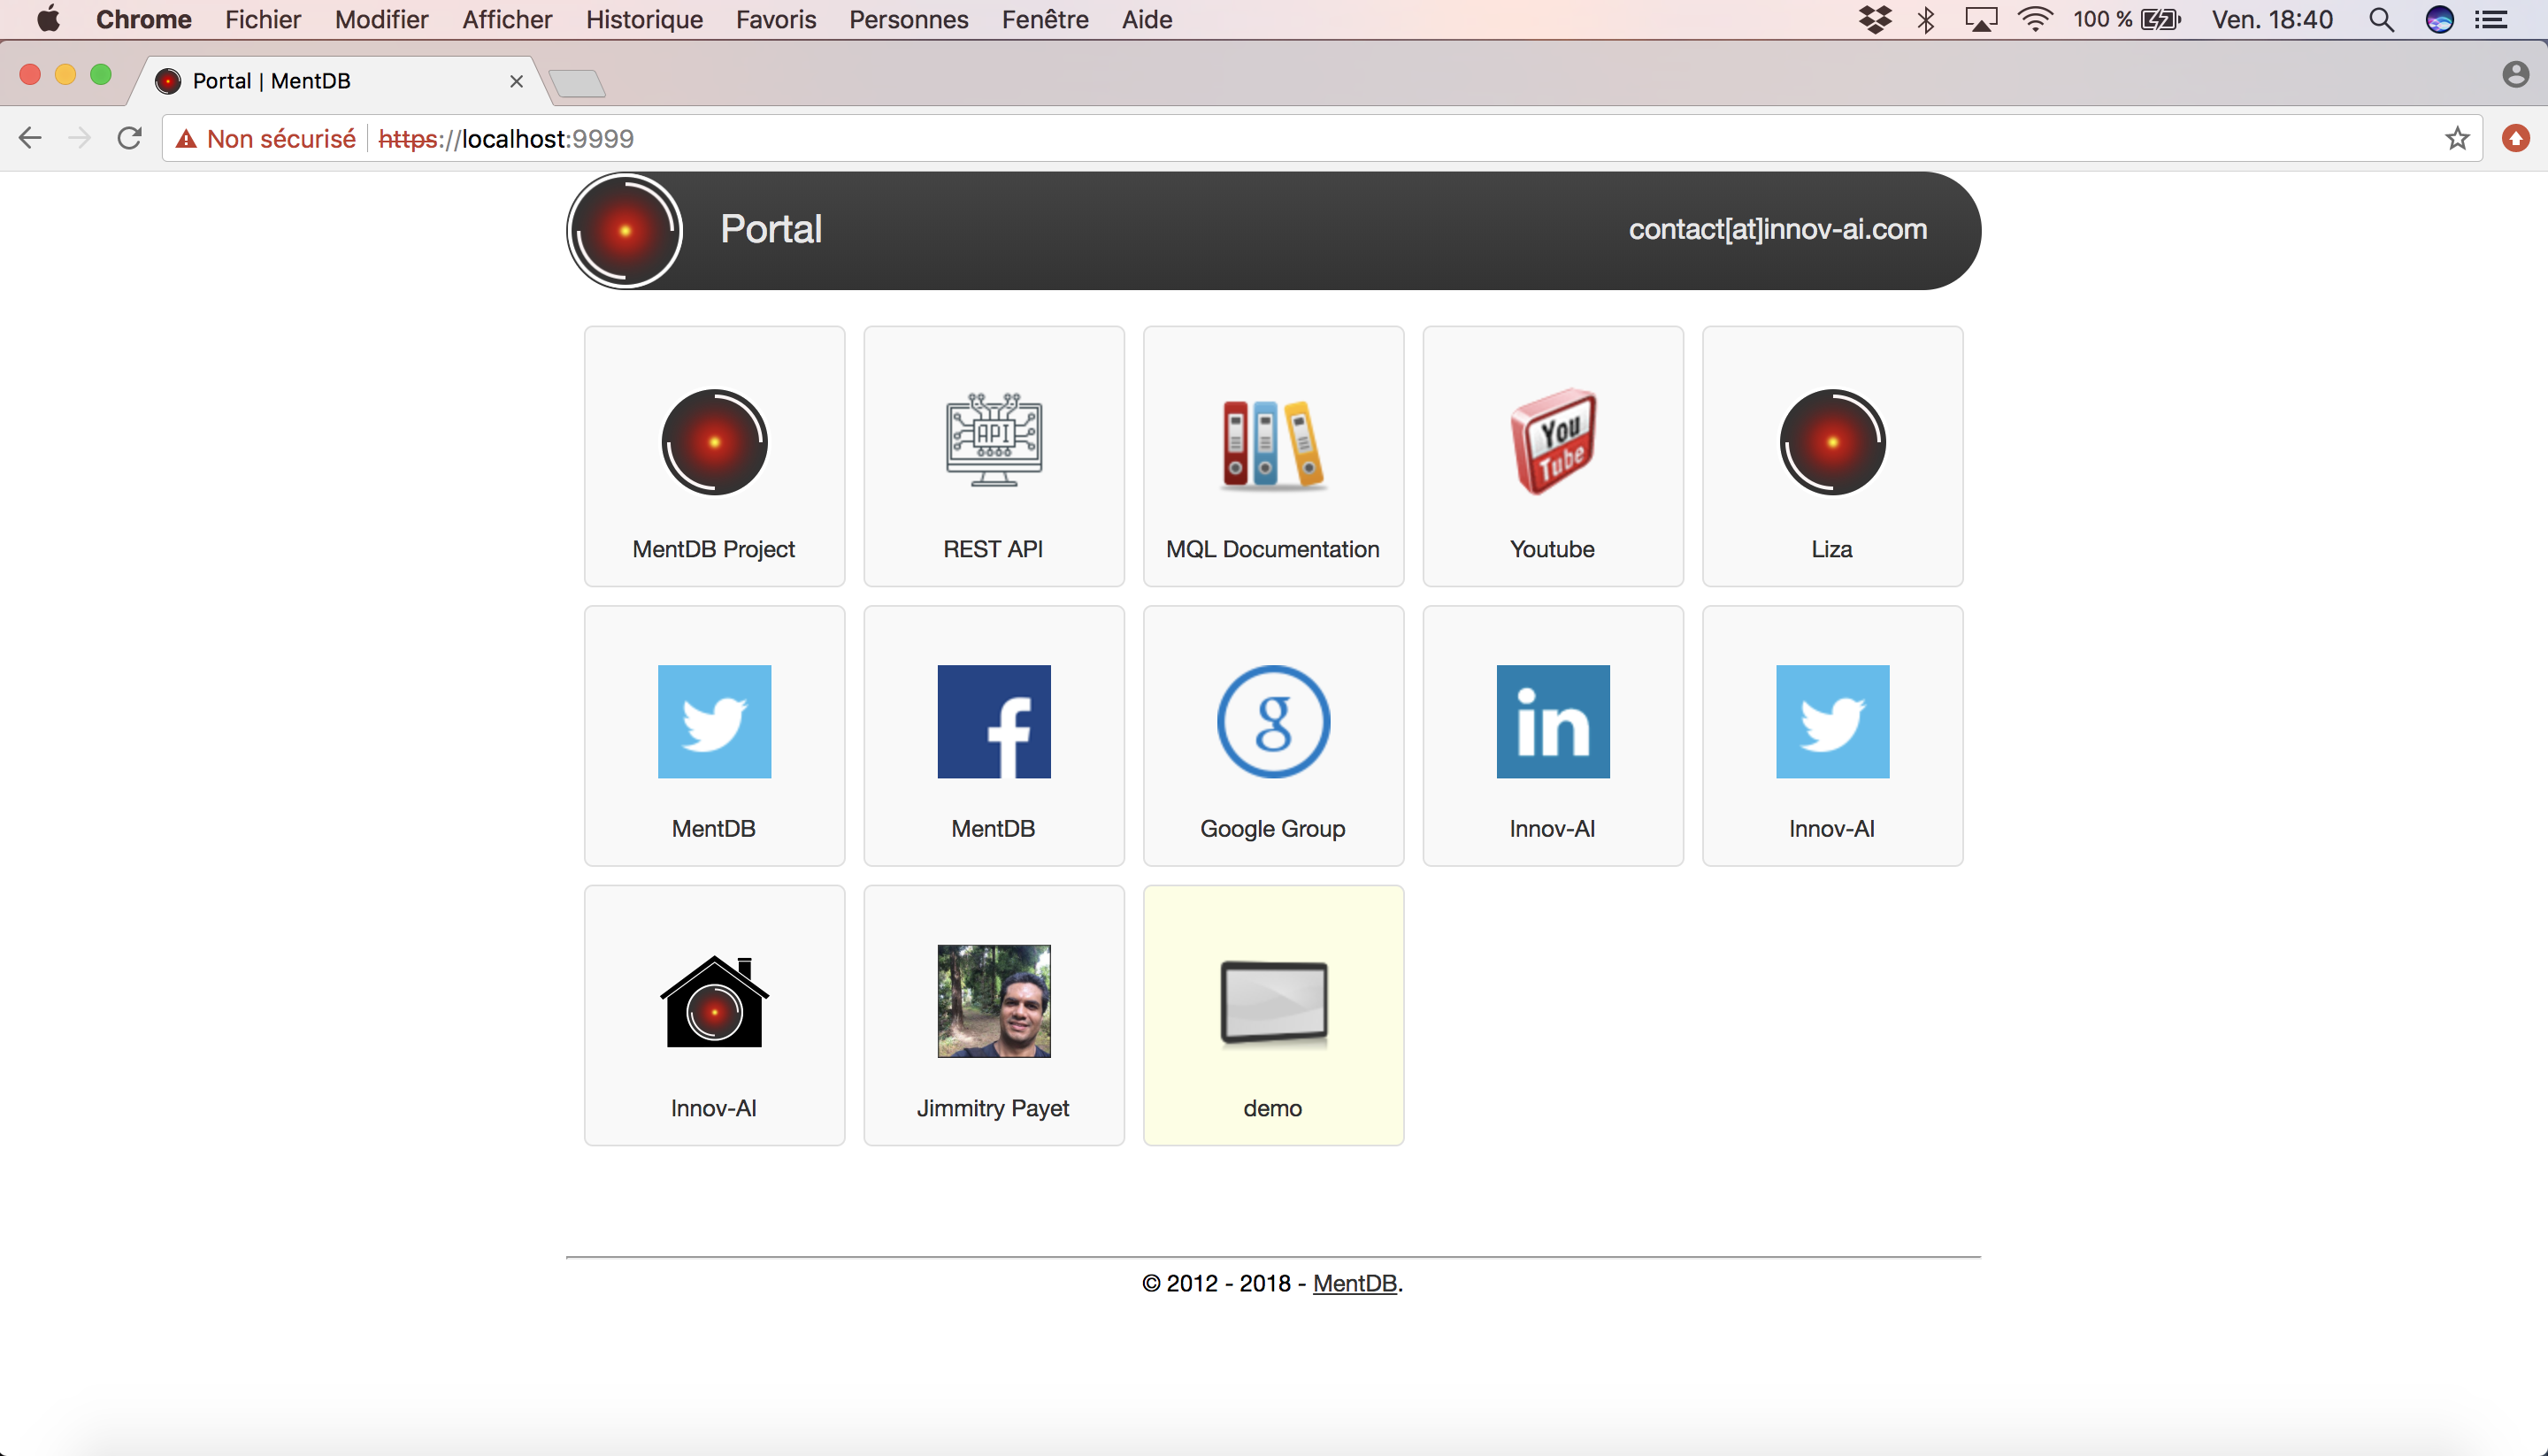 Chrome Fichier Modifier Afficher Historique Favoris Personnes Fenêtre Aide 100 % Ven. 18:40
Portal | MentDB
Non sécurisé https://localhost:9999
Portal contact[at]innov-ai.com
API
You
Tube
MentDB Project REST API MQL Documentation Youtube Liza
f g in
MentDB MentDB Google Group Innov-AI Innov-AI
Innov-AI Jimmitry Payet demo
© 2012 - 2018 - MentDB.